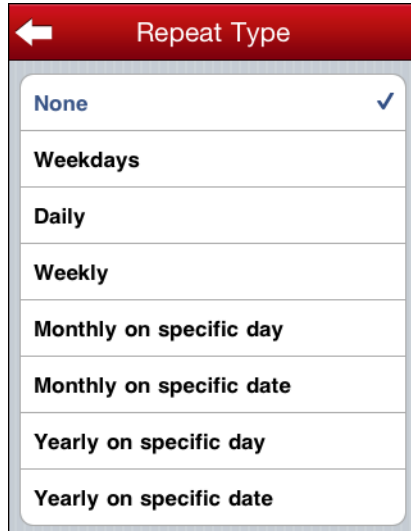 Repeat Type
None
Weekdays
Daily
Weekly
Monthly on specific day
Monthly on specific date
Yearly on specific day
Yearly on specific date